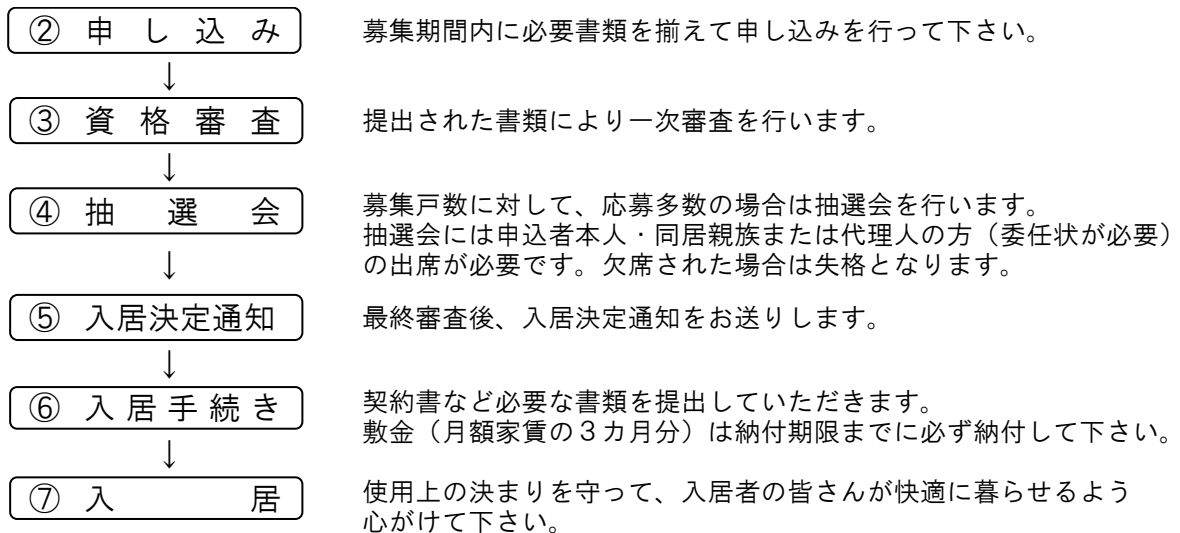 ② 申し込み 募集期間内に必要書類を揃えて申し込みを行って下さい。
↓
③ 資格審査 提出された書類により一次審査を行います。
↓
④ 抽選会 募集戸数に対して、応募多数の場合は抽選会を行います。
抽選会には申込者本人・同居親族または代理人の方（委任状が必要）
の出席が必要です。欠席された場合は失格となります。
↓
⑤ 入居決定通知 最終審査後、入居決定通知をお送りします。
↓
⑥ 入居手続き 契約書など必要な書類を提出していただきます。
敷金（月額家賃の３カ月分）は納付期限までに必ず納付して下さい。
↓
⑦ 入居 使用上の決まりを守って、入居者の皆さんが快適に暮らせるよう
心がけて下さい。